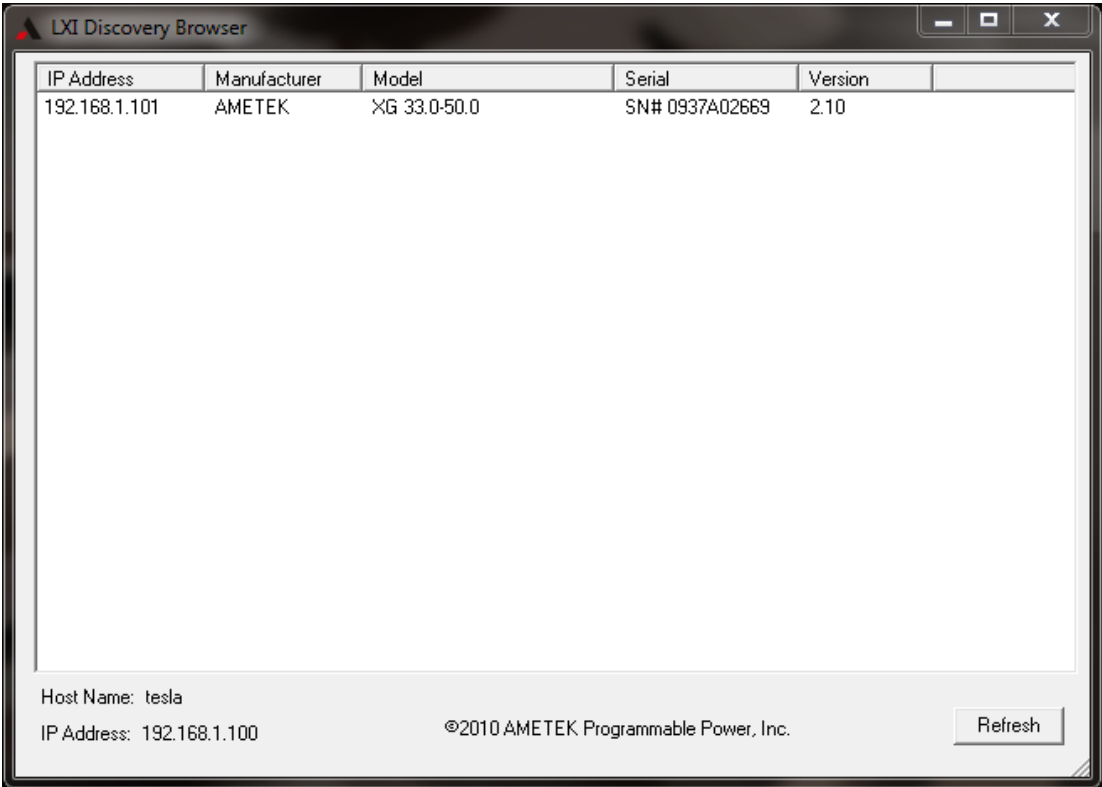 LXI Discovery Browser
IP Address Manufacturer Model Serial Version
192.168.1.101 AMETEK XG 33.0-50.0 SN# 0937A02669 2.10
Host Name: tesla
IP Address: 192.168.1.100
©2010 AMETEK Programmable Power, Inc.
Refresh